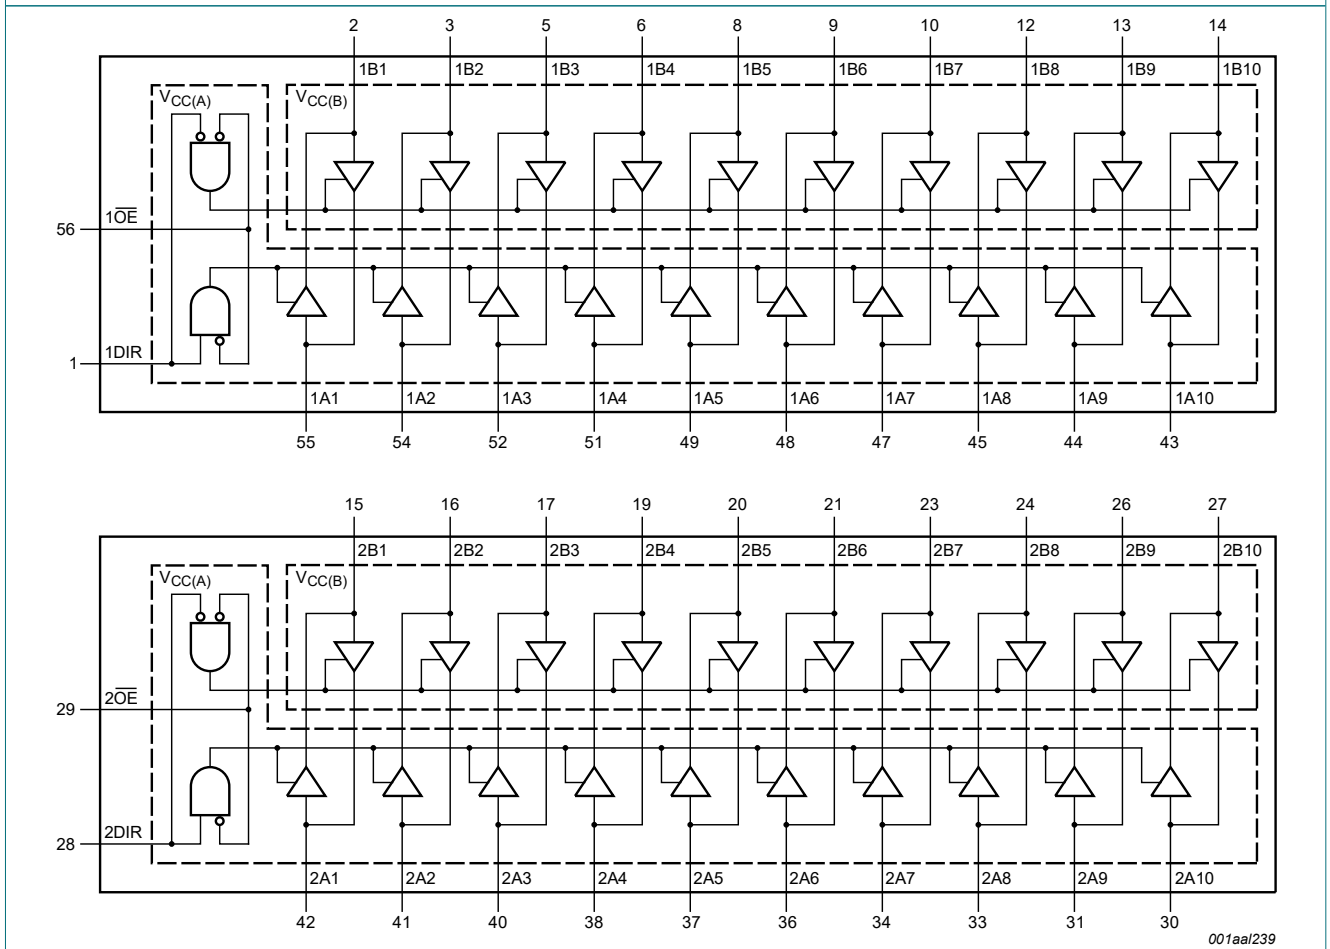 2 3 5 6 8 9 10 12 13 14
1B1 1B2 1B3 1B4 1B5 1B6 1B7 1B8 1B9 1B10
VCC(A) VCC(B)
56 1O̅E̅
1 1DIR
1A1 1A2 1A3 1A4 1A5 1A6 1A7 1A8 1A9 1A10
55 54 52 51 49 48 47 45 44 43
15 16 17 19 20 21 23 24 26 27
2B1 2B2 2B3 2B4 2B5 2B6 2B7 2B8 2B9 2B10
VCC(A) VCC(B)
29 2O̅E̅
28 2DIR
2A1 2A2 2A3 2A4 2A5 2A6 2A7 2A8 2A9 2A10
42 41 40 38 37 36 34 33 31 30
001aal239